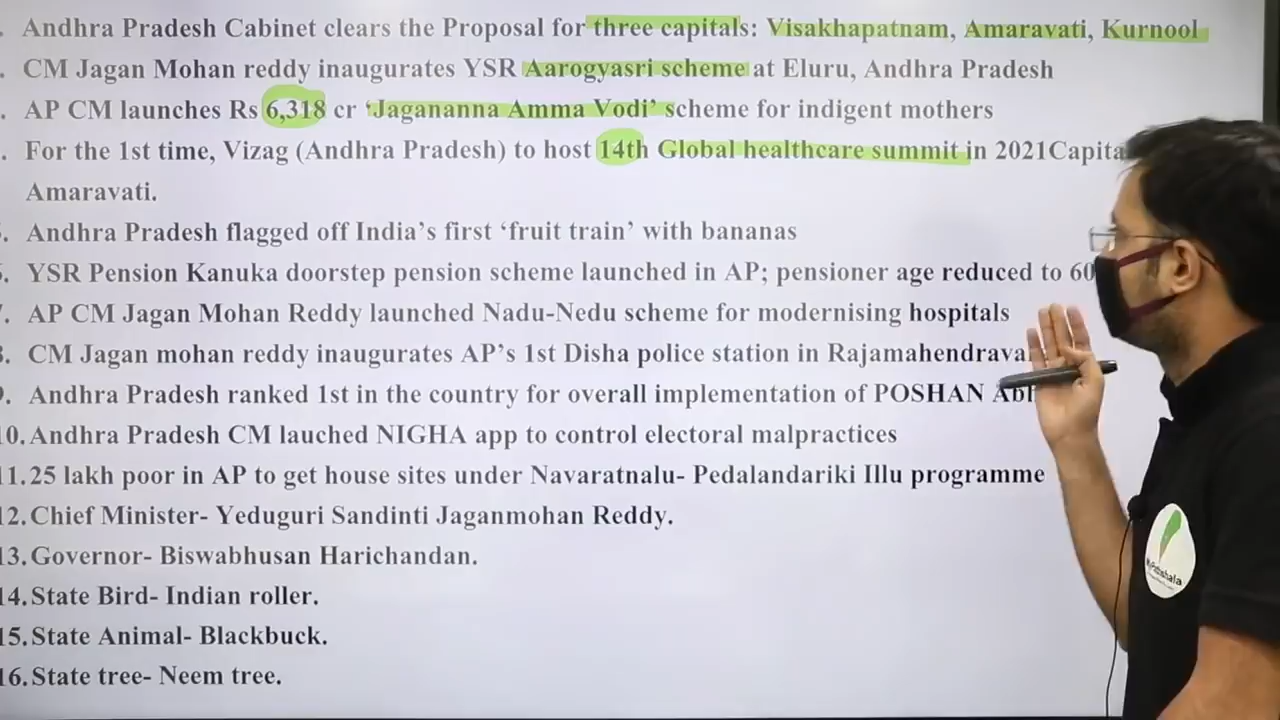 . Andhra Pradesh Cabinet clears the Proposal for three capitals: Visakhapatnam, Amaravati, Kurnool
. CM Jagan Mohan reddy inaugurates YSR Aarogyasri scheme at Eluru, Andhra Pradesh
. AP CM launches Rs 6,318 cr ‘Jagananna Amma Vodi’ scheme for indigent mothers
. For the 1st time, Vizag (Andhra Pradesh) to host 14th Global healthcare summit in 2021Capita
Amaravati.
. Andhra Pradesh flagged off India’s first ‘fruit train’ with bananas
. YSR Pension Kanuka doorstep pension scheme launched in AP; pensioner age reduced to 60
. AP CM Jagan Mohan Reddy launched Nadu-Nedu scheme for modernising hospitals
. CM Jagan mohan reddy inaugurates AP’s 1st Disha police station in Rajamahendrava
. Andhra Pradesh ranked 1st in the country for overall implementation of POSHAN
10. Andhra Pradesh CM lauched NIGHA app to control electoral malpractices
11. 25 lakh poor in AP to get house sites under Navaratnalu- Pedalandariki Illu programme
12. Chief Minister- Yeduguri Sandinti Jaganmohan Reddy.
13. Governor- Biswabhusan Harichandan.
14. State Bird- Indian roller.
15. State Animal- Blackbuck.
16. State tree- Neem tree.